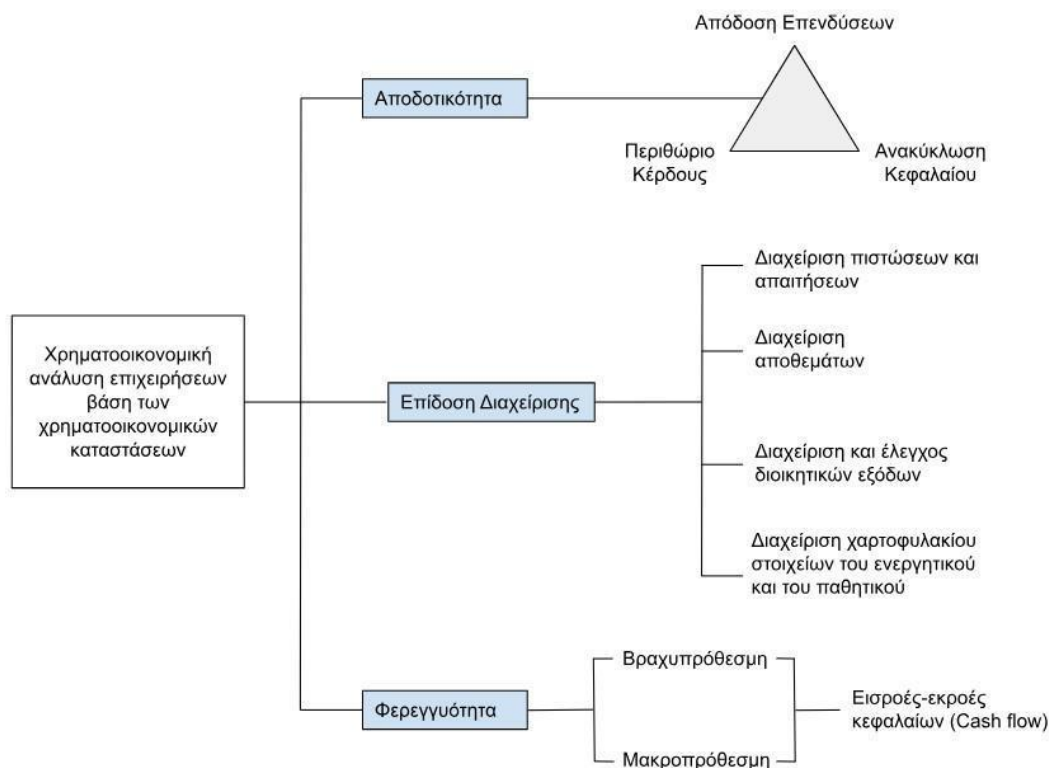 Απόδοση Επενδύσεων
Αποδοτικότητα
Περιθώριο
Κέρδους
Ανακύκλωση
Κεφαλαίου
Χρηματοοικονομική
ανάλυση επιχειρήσεων
βάση των
χρηματοοικονομικών
καταστάσεων
Επίδοση Διαχείρισης
Διαχείριση πιστώσεων και
απαιτήσεων
Διαχείριση
αποθεμάτων
Διαχείριση και έλεγχος
διοικητικών εξόδων
Διαχείριση χαρτοφυλακίου
στοιχείων του ενεργητικού
και του παθητικού
Φερεγγυότητα
Βραχυπρόθεσμη
Μακροπρόθεσμη
Εισροές-εκροές
κεφαλαίων (Cash flow)